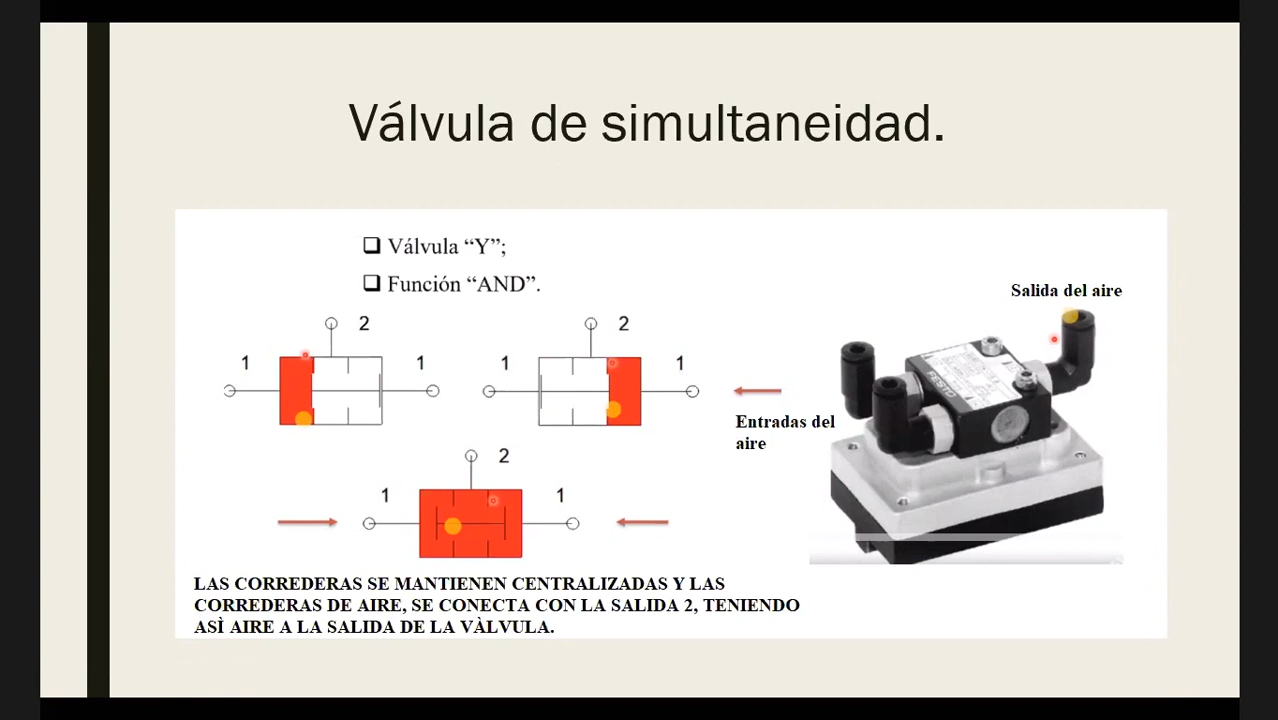 Válvula de simultaneidad.
Válvula “Y”;
Función “AND”.
Salida del aire
2
1
1
2
1
1
FESTO
Entradas del
aire
2
1
1
LAS CORREDERAS SE MANTIENEN CENTRALIZADAS Y LAS
CORREDERAS DE AIRE, SE CONECTA CON LA SALIDA 2, TENIENDO
ASÌ AIRE A LA SALIDA DE LA VÀLVULA.